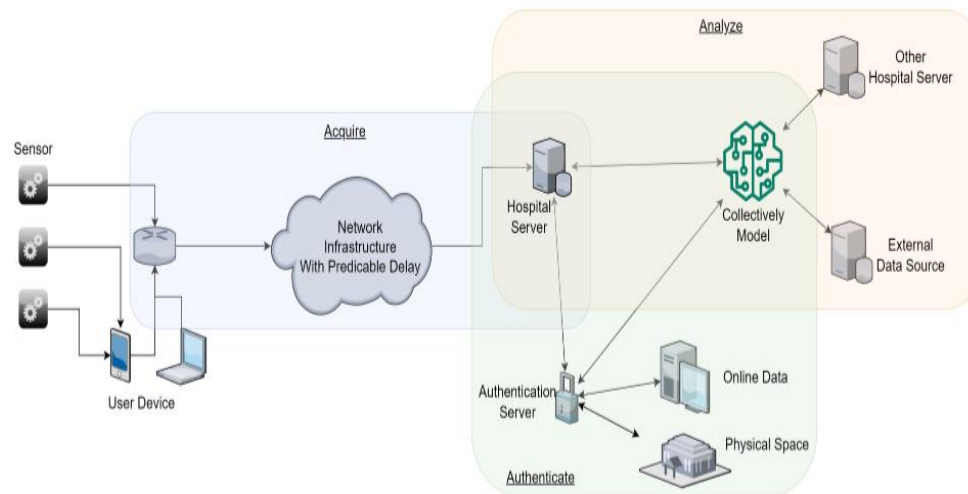 Analyze
Other
Hospital Server
Acquire
Sensor
Network
Infrastructure
With Predicable Delay
Hospital
Server
Collectively
Model
External
Data Source
User Device
Authentication
Server
Online Data
Physical Space
Authenticate